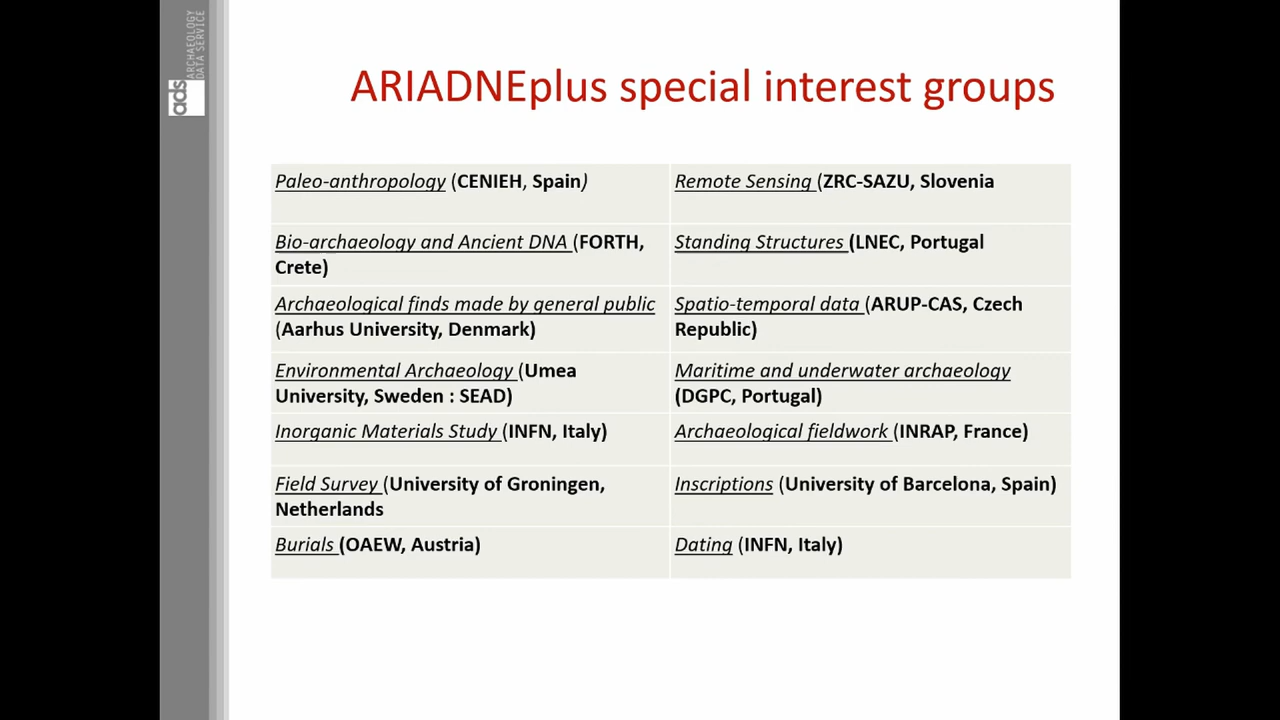 ads ARCHAEOLOGY
DATA SERVICE
ARIADNEplus special interest groups
Paleo-anthropology (CENIEH, Spain)
Remote Sensing (ZRC-SAZU, Slovenia
Bio-archaeology and Ancient DNA (FORTH,
Crete)
Standing Structures (LNEC, Portugal
Archaeological finds made by general public
(Aarhus University, Denmark)
Spatio-temporal data (ARUP-CAS, Czech
Republic)
Environmental Archaeology (Umea
University, Sweden : SEAD)
Maritime and underwater archaeology
(DGPC, Portugal)
Inorganic Materials Study (INFN, Italy)
Archaeological fieldwork (INRAP, France)
Field Survey (University of Groningen,
Netherlands
Inscriptions (University of Barcelona, Spain)
Burials (OAEW, Austria)
Dating (INFN, Italy)